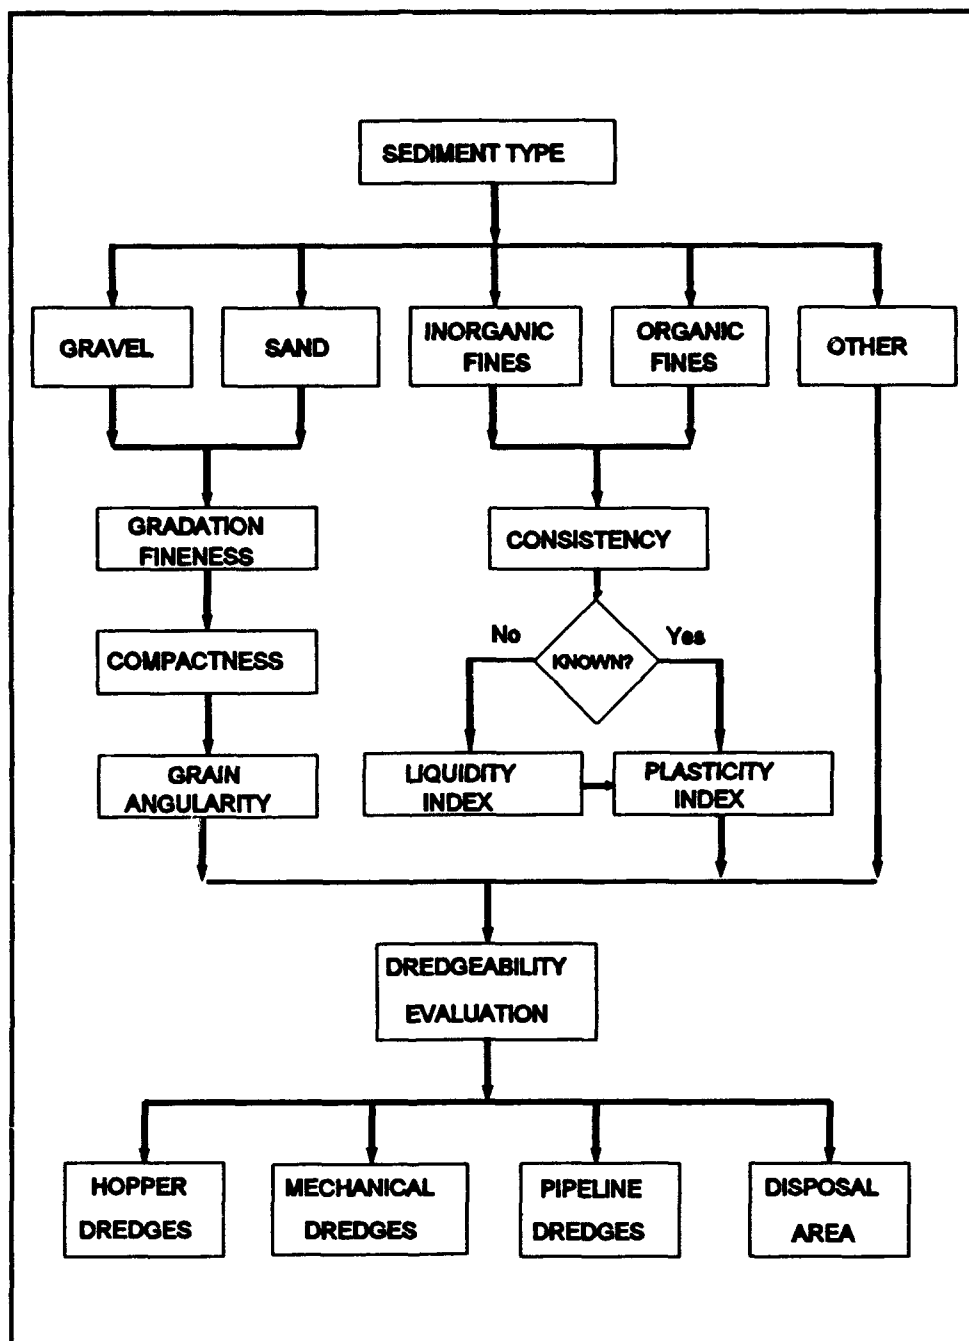 SEDIMENT TYPE
GRAVEL
SAND
INORGANIC
FINES
ORGANIC
FINES
OTHER
GRADATION
FINENESS
CONSISTENCY
COMPACTNESS
No
KNOWN?
Yes
GRAIN
ANGULARITY
LIQUIDITY
INDEX
PLASTICITY
INDEX
DREDGEABILITY
EVALUATION
HOPPER
DREDGES
MECHANICAL
DREDGES
PIPELINE
DREDGES
DISPOSAL
AREA